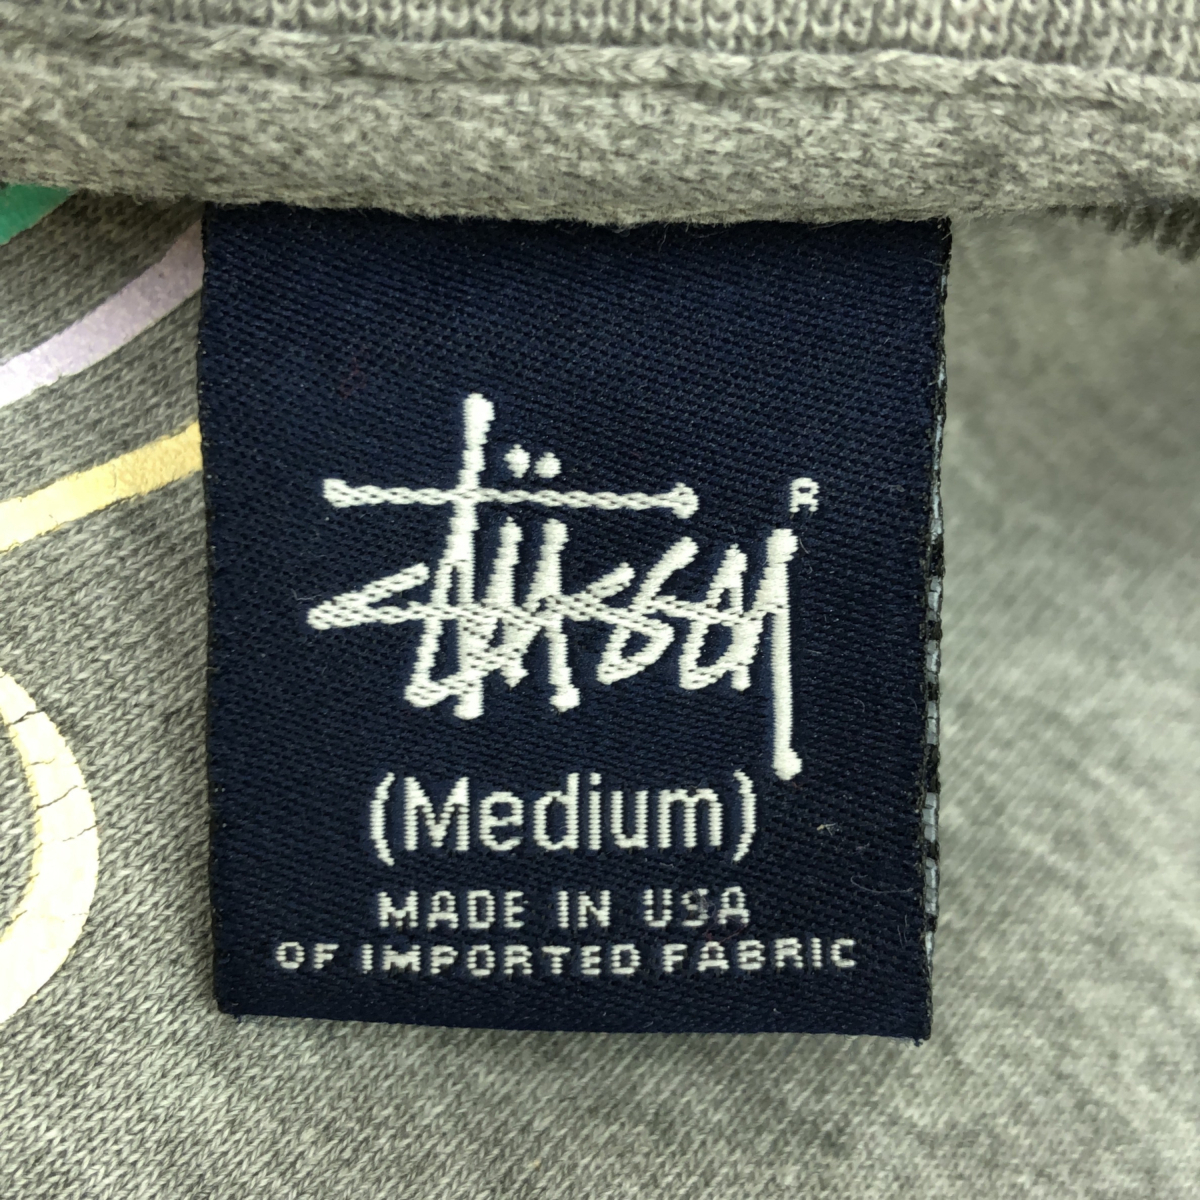 Stüssy ®
(Medium)
MADE IN USA
OF IMPORTED FABRIC